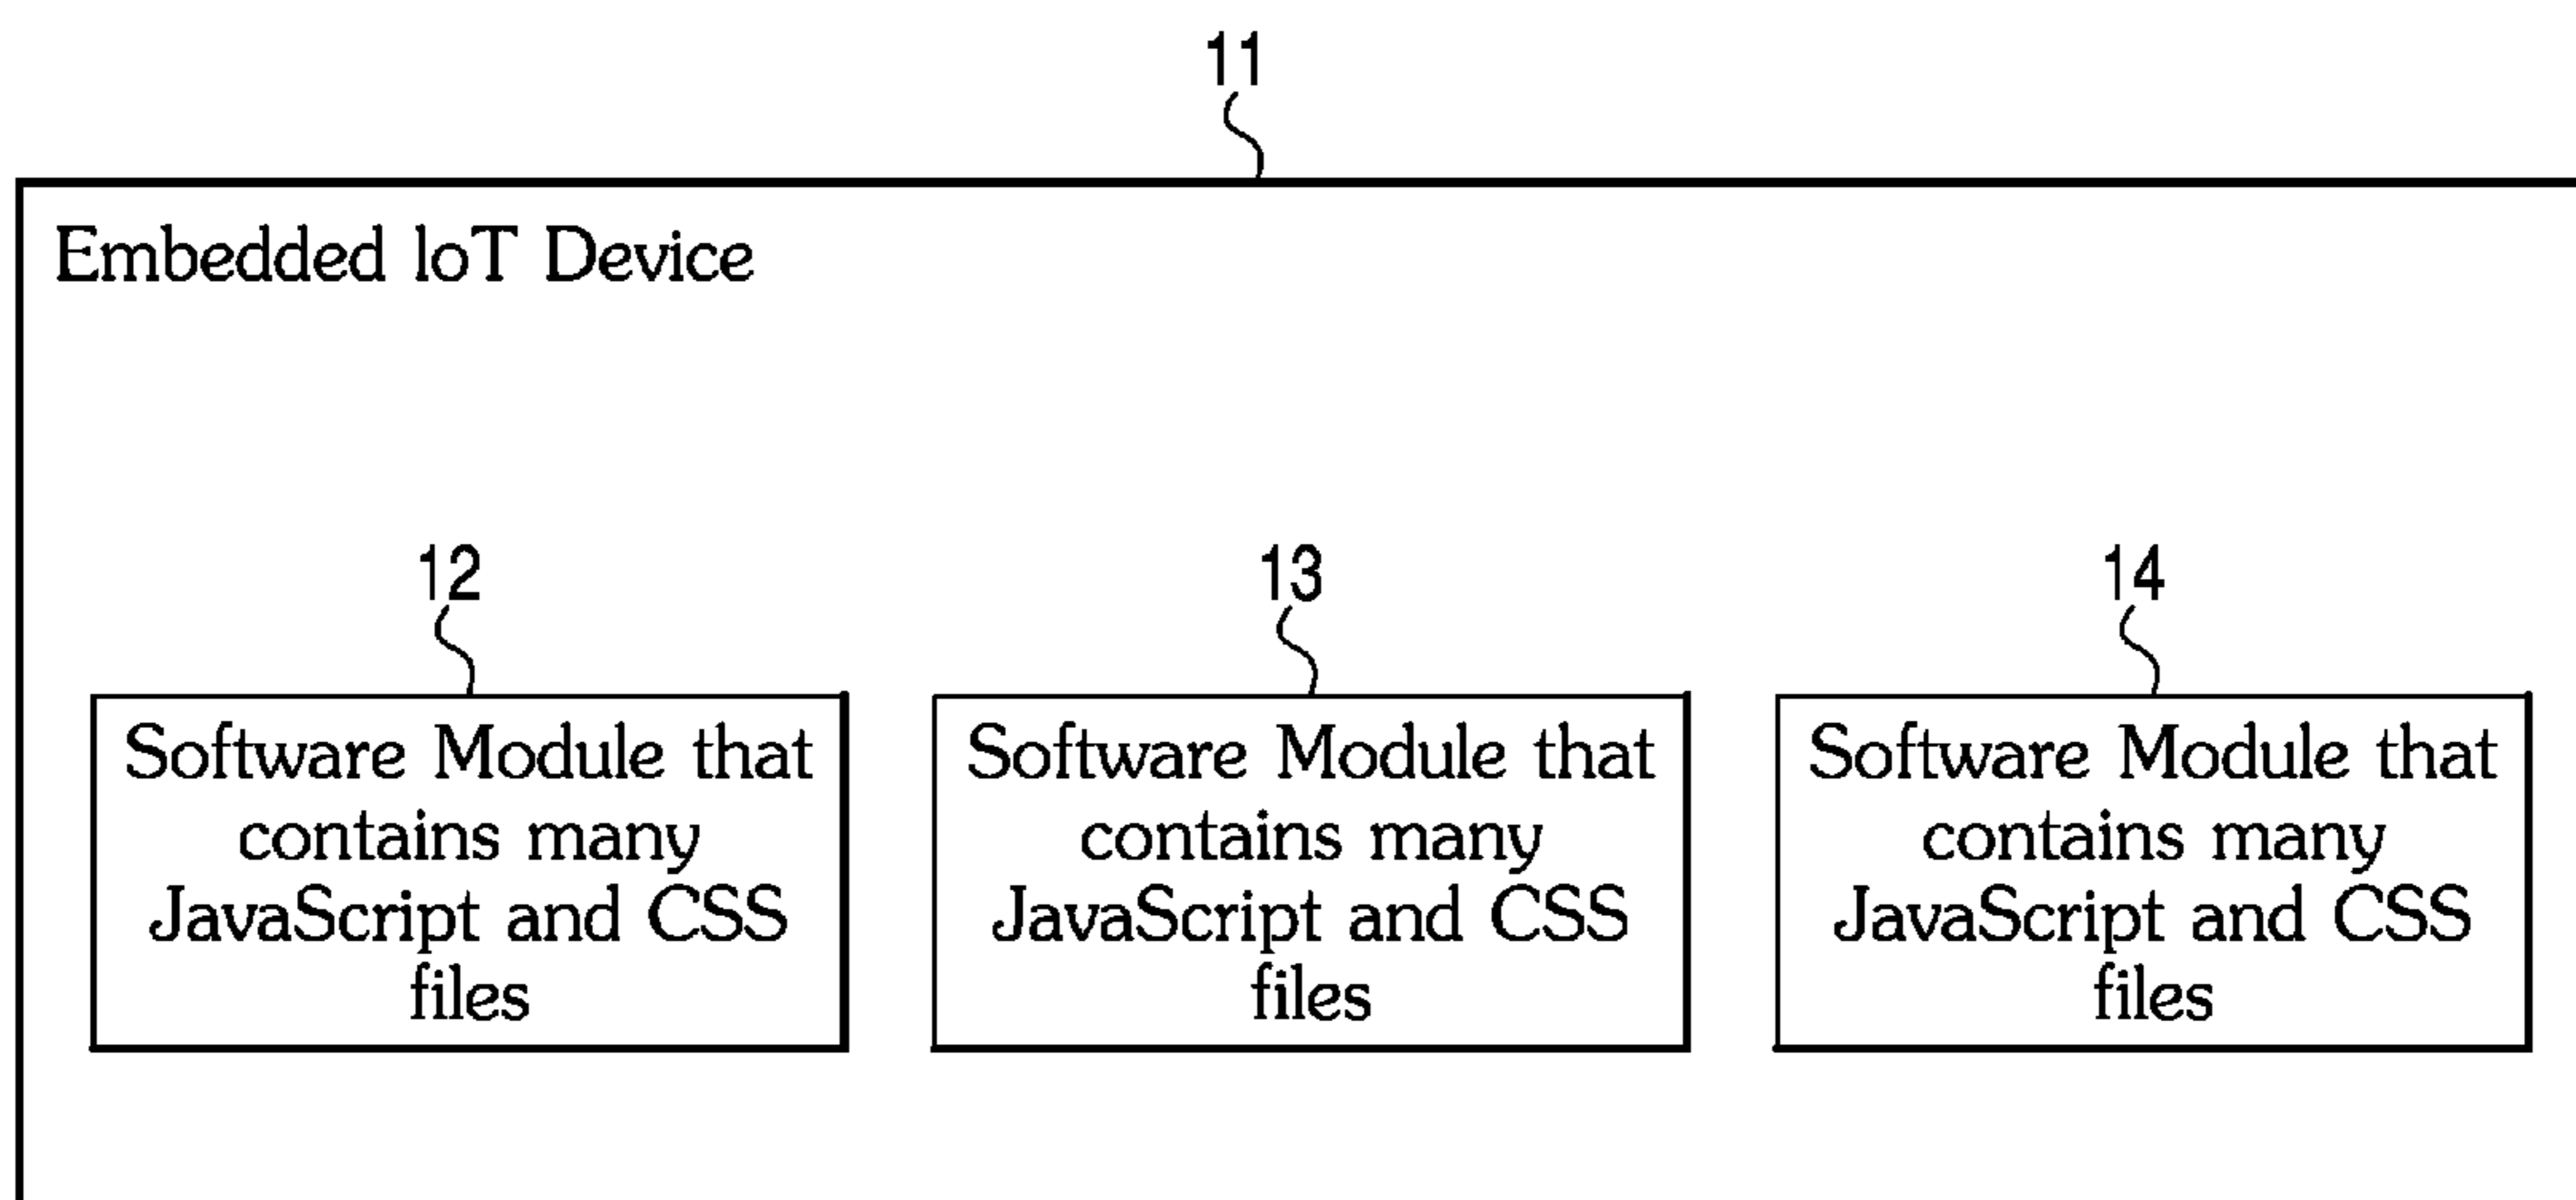 11
Embedded IoT Device
12
13
14
Software Module that
contains many
JavaScript and CSS
files
Software Module that
contains many
JavaScript and CSS
files
Software Module that
contains many
JavaScript and CSS
files